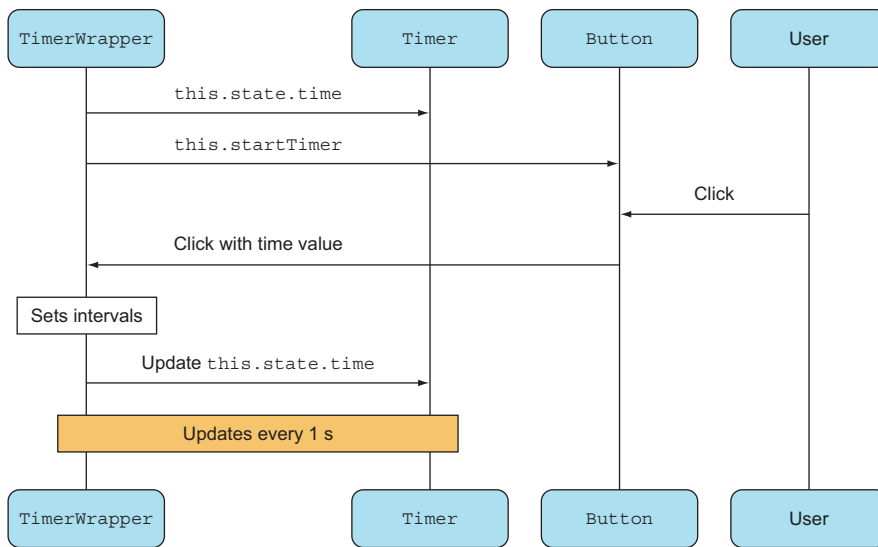 TimerWrapper Timer Button User
this.state.time
this.startTimer
Click
Click with time value
Sets intervals
Update this.state.time
Updates every 1 s
TimerWrapper Timer Button User